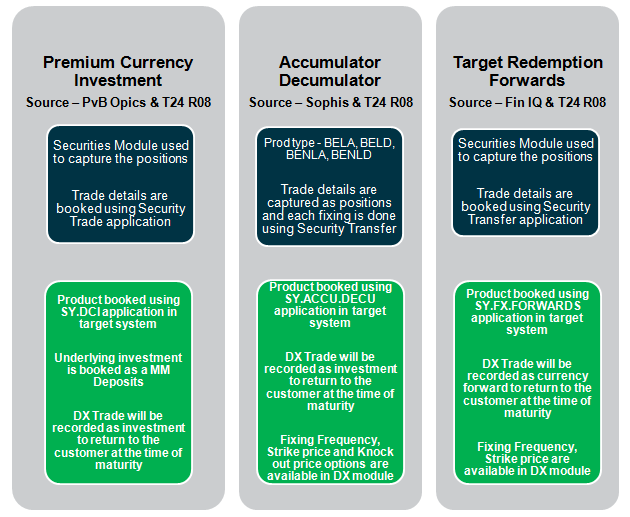 Premium Currency
Investment
Source – PvB Opics & T24 R08
Securities Module used
to capture the positions
Trade details are
booked using Security
Trade application
Product booked using
SY.DCI application in
target system
Underlying investment
is booked as a MM
Deposits
DX Trade will be
recorded as investment
to return to the
customer at the time of
maturity
Accumulator
Decumulator
Source – Sophis & T24 R08
Prod type - BELA, BELD,
BENLA, BENLD
Trade details are
captured as positions
and each fixing is done
using Security Transfer
Product booked using
SY.ACCU.DECU
application in target
system
DX Trade will be
recorded as investment
to return to the
customer at the time of
maturity
Fixing Frequency,
Strike price and Knock
out price options are
available in DX module
Target Redemption
Forwards
Source – Fin IQ & T24 R08
Securities Module used
to capture the positions
Trade details are
booked using Security
Transfer application
Product booked using
SY.FX.FORWARDS
application in target
system
DX Trade will be
recorded as currency
forward to return to the
customer at the time of
maturity
Fixing Frequency,
Strike price are
available in DX module